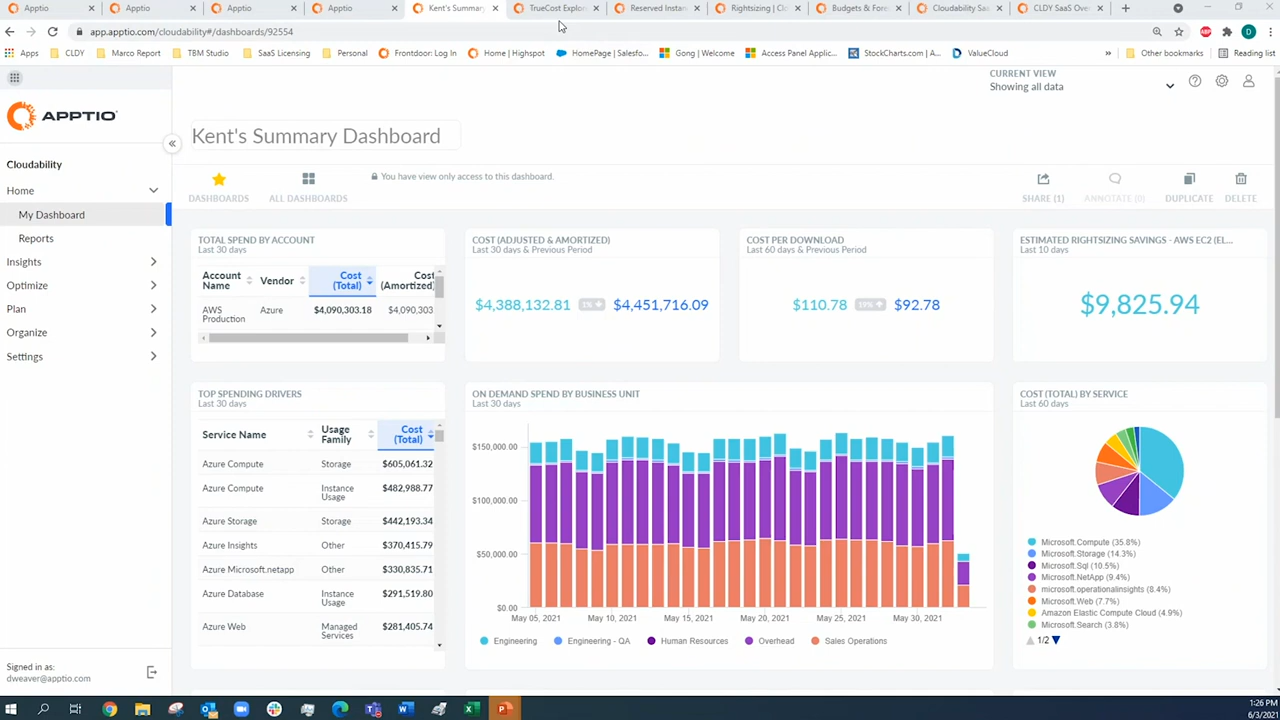 Apptio
Apptio
Apptio
Apptio
Kent's Summary
TrueCost Explor
Reserved Instan
Rightsizing | Clo
Budgets & Fore
Cloudability Saa
CLDY SaaS Over
app.apptio.com/cloudability#/dashboards/92554
ABP
D
Apps
CLDY
Marco Report
TBM Studio
SaaS Licensing
Personal
Frontdoor: Log In
Home | Highspot
HomePage | Salesfo...
Gong | Welcome
Access Panel Applic...
StockCharts.com | A...
ValueCloud
»
Other bookmarks
Reading list
CURRENT VIEW
Showing all data
APPTIO
Kent's Summary Dashboard
Cloudability
Home
My Dashboard
Reports
Insights
Optimize
Plan
Organize
Settings
DASHBOARDS
ALL DASHBOARDS
You have view only access to this dashboard.
SHARE (1)
ANNOTATE (0)
DUPLICATE
DELETE
TOTAL SPEND BY ACCOUNT
Last 30 days
Account Name
Vendor
Cost (Total)
Cost (Amortized)
AWS Production
Azure
$4,090,303.18
$4,090,303
COST (ADJUSTED & AMORTIZED)
Last 30 days & Previous Period
$4,388,132.81
1%
$4,451,716.09
COST PER DOWNLOAD
Last 60 days & Previous Period
$110.78
19%
$92.78
ESTIMATED RIGHTSIZING SAVINGS - AWS EC2 (EL...
Last 10 days
$9,825.94
TOP SPENDING DRIVERS
Last 30 days
Service Name
Usage Family
Cost (Total)
Azure Compute
Storage
$605,061.32
Azure Compute
Instance Usage
$482,988.77
Azure Storage
Storage
$442,193.34
Azure Insights
Other
$370,415.79
Azure Microsoft.netapp
Other
$330,835.71
Azure Database
Instance Usage
$291,519.80
Azure Web
Managed Services
$281,405.74
ON DEMAND SPEND BY BUSINESS UNIT
Last 30 days
$150,000.00
$100,000.00
$50,000.00
$0.00
May 05, 2021
May 10, 2021
May 15, 2021
May 20, 2021
May 25, 2021
May 30, 2021
Engineering
Engineering - QA
Human Resources
Overhead
Sales Operations
COST (TOTAL) BY SERVICE
Last 60 days
Microsoft.Compute (35.8%)
Microsoft.Storage (14.3%)
Microsoft.Sql (10.5%)
Microsoft.NetApp (9.4%)
microsoft.operationalinsights (8.4%)
Microsoft.Web (7.7%)
Amazon Elastic Compute Cloud (4.9%)
Microsoft.Search (3.8%)
1/2
Signed in as:
dweaver@apptio.com
1:26 PM
6/3/2021